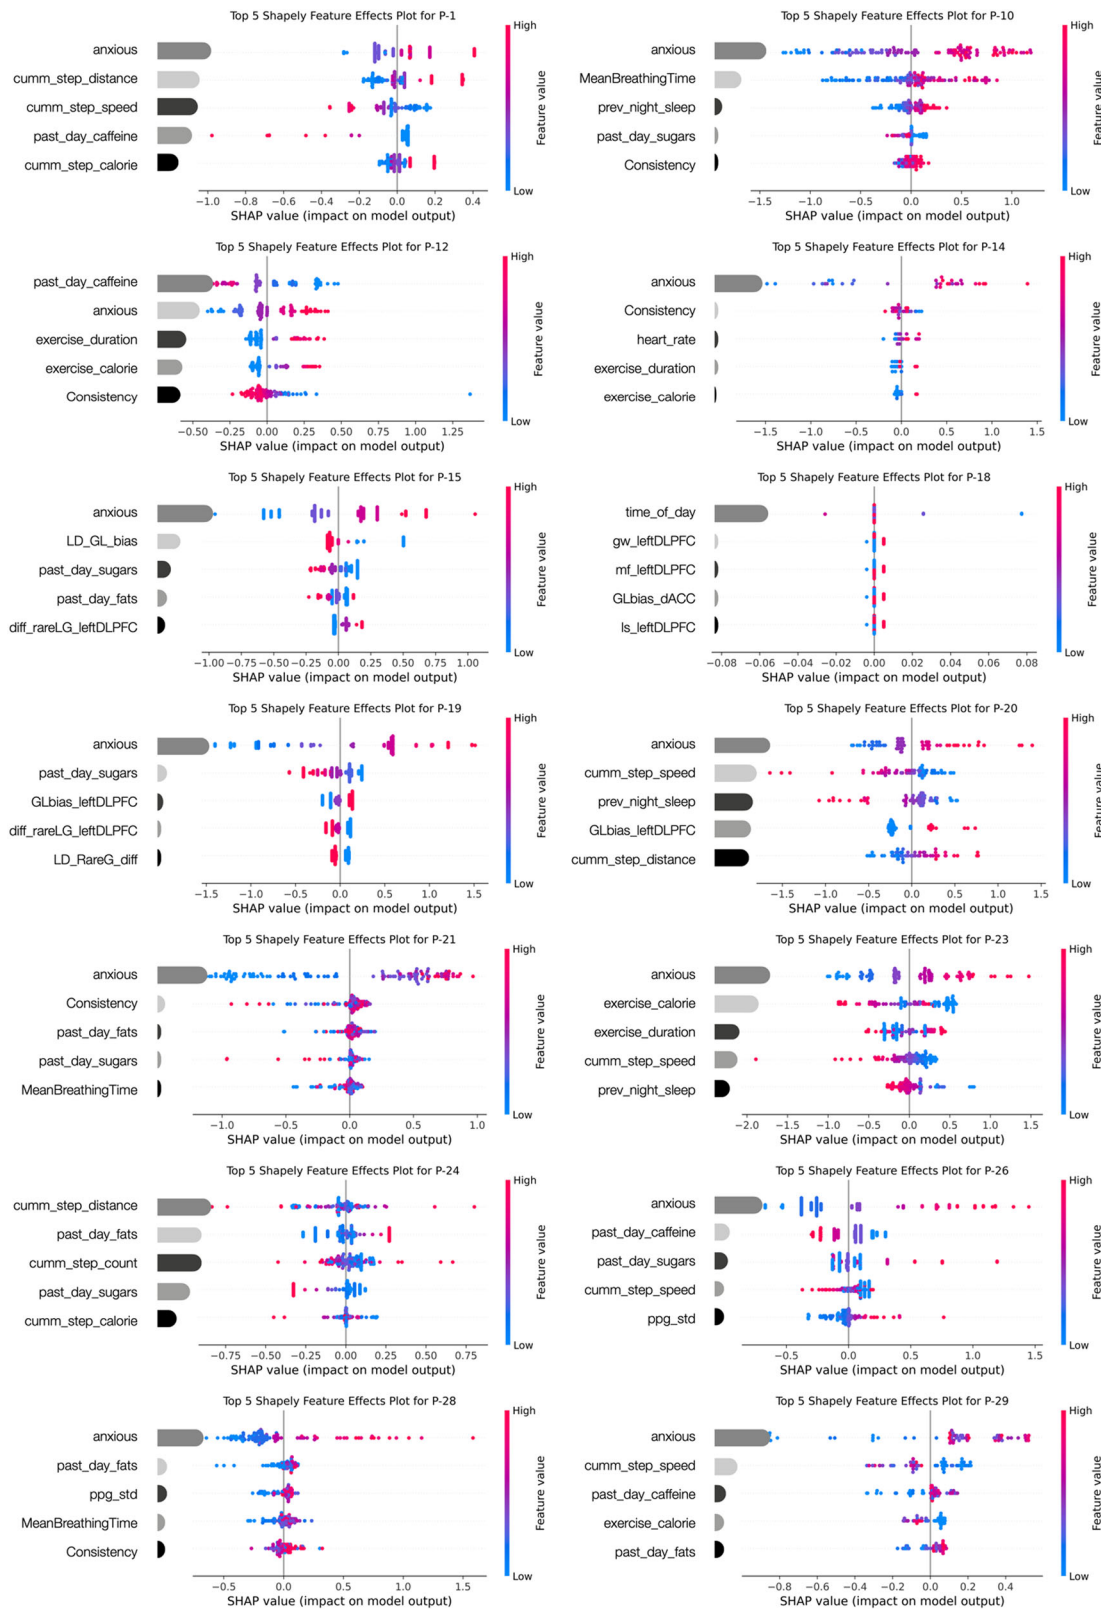 Top 5 Shapely Feature Effects Plot for P-1
High
anxious
cumm_step_distance
cumm_step_speed
past_day_caffeine
cumm_step_calorie
Feature value
Low
−1.0 −0.8 −0.6 −0.4 −0.2 0.0 0.2 0.4
SHAP value (impact on model output)
Top 5 Shapely Feature Effects Plot for P-10
High
anxious
MeanBreathingTime
prev_night_sleep
past_day_sugars
Consistency
Feature value
Low
−1.5 −1.0 −0.5 0.0 0.5 1.0
SHAP value (impact on model output)
Top 5 Shapely Feature Effects Plot for P-12
High
past_day_caffeine
anxious
exercise_duration
exercise_calorie
Consistency
Feature value
Low
−0.50 −0.25 0.00 0.25 0.50 0.75 1.00 1.25
SHAP value (impact on model output)
Top 5 Shapely Feature Effects Plot for P-14
High
anxious
Consistency
heart_rate
exercise_duration
exercise_calorie
Feature value
Low
−1.5 −1.0 −0.5 0.0 0.5 1.0 1.5
SHAP value (impact on model output)
Top 5 Shapely Feature Effects Plot for P-15
High
anxious
LD_GL_bias
past_day_sugars
past_day_fats
diff_rareLG_leftDLPFC
Feature value
Low
−1.00 −0.75 −0.50 −0.25 0.00 0.25 0.50 0.75 1.00
SHAP value (impact on model output)
Top 5 Shapely Feature Effects Plot for P-18
High
time_of_day
gw_leftDLPFC
mf_leftDLPFC
GLbias_dACC
ls_leftDLPFC
Feature value
Low
−0.08 −0.06 −0.04 −0.02 0.00 0.02 0.04 0.06 0.08
SHAP value (impact on model output)
Top 5 Shapely Feature Effects Plot for P-19
High
anxious
past_day_sugars
GLbias_leftDLPFC
diff_rareLG_leftDLPFC
LD_RareG_diff
Feature value
Low
−1.5 −1.0 −0.5 0.0 0.5 1.0 1.5
SHAP value (impact on model output)
Top 5 Shapely Feature Effects Plot for P-20
High
anxious
cumm_step_speed
prev_night_sleep
GLbias_leftDLPFC
cumm_step_distance
Feature value
Low
−1.5 −1.0 −0.5 0.0 0.5 1.0 1.5
SHAP value (impact on model output)
Top 5 Shapely Feature Effects Plot for P-21
High
anxious
Consistency
past_day_fats
past_day_sugars
MeanBreathingTime
Feature value
Low
−1.0 −0.5 0.0 0.5 1.0
SHAP value (impact on model output)
Top 5 Shapely Feature Effects Plot for P-23
High
anxious
exercise_calorie
exercise_duration
cumm_step_speed
prev_night_sleep
Feature value
Low
−2.0 −1.5 −1.0 −0.5 0.0 0.5 1.0 1.5
SHAP value (impact on model output)
Top 5 Shapely Feature Effects Plot for P-24
High
cumm_step_distance
past_day_fats
cumm_step_count
past_day_sugars
cumm_step_calorie
Feature value
Low
−0.75 −0.50 −0.25 0.00 0.25 0.50 0.75
SHAP value (impact on model output)
Top 5 Shapely Feature Effects Plot for P-26
High
anxious
past_day_caffeine
past_day_sugars
cumm_step_speed
ppg_std
Feature value
Low
−0.5 0.0 0.5 1.0 1.5
SHAP value (impact on model output)
Top 5 Shapely Feature Effects Plot for P-28
High
anxious
past_day_fats
ppg_std
MeanBreathingTime
Consistency
Feature value
Low
−0.5 0.0 0.5 1.0 1.5
SHAP value (impact on model output)
Top 5 Shapely Feature Effects Plot for P-29
High
anxious
cumm_step_speed
past_day_caffeine
exercise_calorie
past_day_fats
Feature value
Low
−0.8 −0.6 −0.4 −0.2 0.0 0.2 0.4
SHAP value (impact on model output)